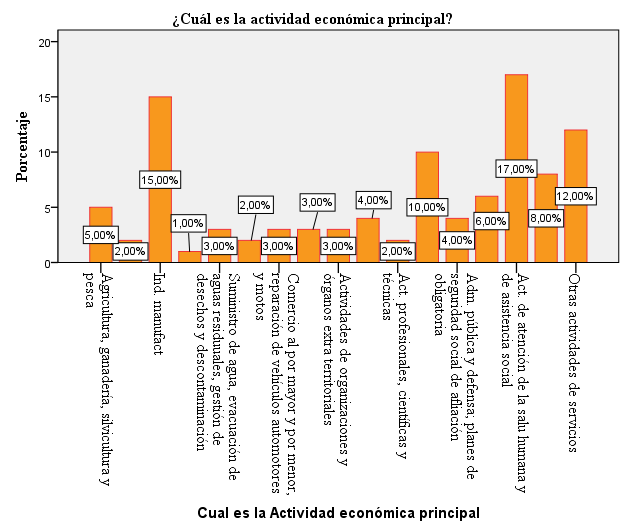 ¿Cuál es la actividad económica principal?
Porcentaje
20
15
10
5
0
5,00%
2,00%
15,00%
1,00%
3,00%
2,00%
3,00%
3,00%
3,00%
4,00%
2,00%
10,00%
4,00%
6,00%
17,00%
8,00%
12,00%
Agricultura, ganadería, silvicultura y
pesca
Ind. manufact
Suministro de agua, evacuación de
aguas residuuales, gestión de
desechos y descontaminación
Comercio al por mayor y por menor,
reparación de vehículos automotores
y motos
Actividades de organizaciones y
órganos extra territoriales
Act. profesionales, científicas y
técnicas
Adm. pública y defensa; planes de
seguridad social de afliación
obligatoria
Act. de atención de la salu humana y
de asistencia social
Otras actividades de servicios
Cual es la Actividad económica principal